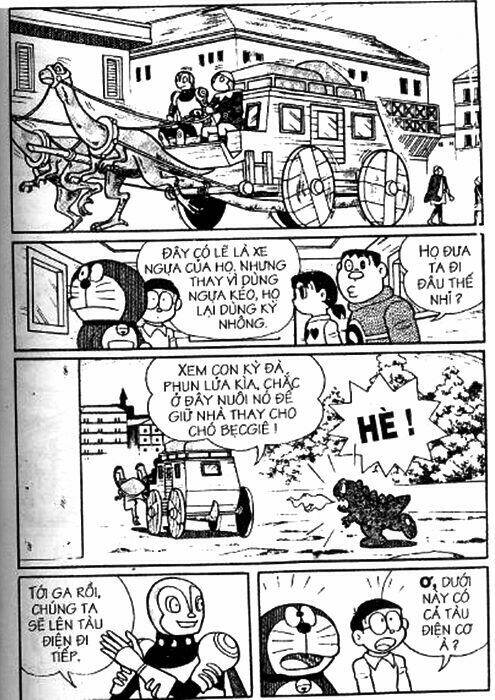 ĐÂY CÓ LẼ LÀ XE
NGỰA CỦA HỌ, NHƯNG
THAY VÌ DÙNG
NGỰA KÉO, HỌ
LẠI DÙNG KỲ
NHÔNG.
HỌ ĐƯA
TA ĐI
ĐÂU THẾ
NHỈ ?
XEM CON KỲ ĐÀ
PHUN LỬA KÌA, CHẮC
Ở ĐÂY NUÔI NÓ ĐỂ
GIỮ NHÀ THAY CHO
CHÓ BẸCGIÊ !
HÈ !
TỚI GA RỒI,
CHÚNG TA
SẼ LÊN TÀU
ĐIỆN ĐI
TIẾP.
Ơ, DƯỚI
NÀY CÓ
CẢ TÀU
ĐIỆN CƠ
À ?